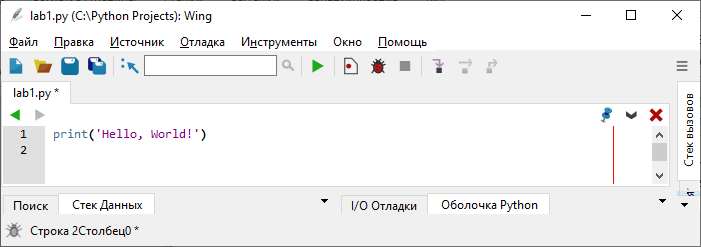 lab1.py (C:\Python Projects): Wing
Файл Правка Источник Отладка Инструменты Окно Помощь
lab1.py *
1 print('Hello, World!')
2
Стек вызовов
Поиск Стек Данных I/O Отладки Оболочка Python
Строка 2Столбец0 *